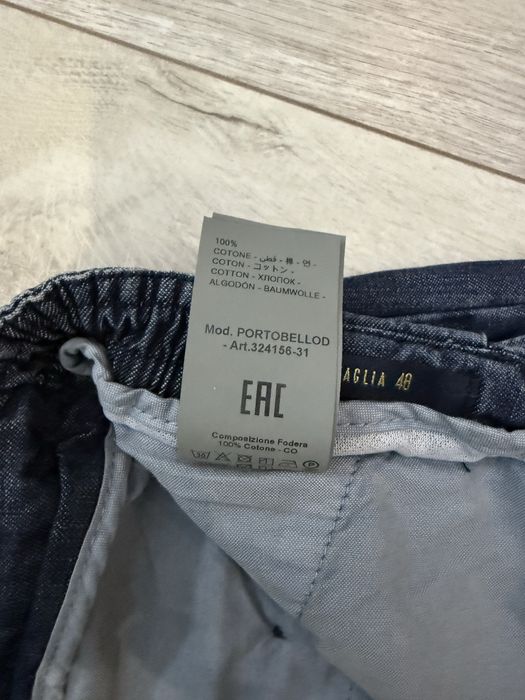 100%
COTONE - قطن - 棉 - 면 -
COTON - コットン -
COTTON - ХЛОПОК -
ALGODÓN - BAUMWOLLE -
Mod. PORTOBELLOD
- Art.324156-31
EAC
AGLIA 48
Composizione Fodera
100% Cotone - CO